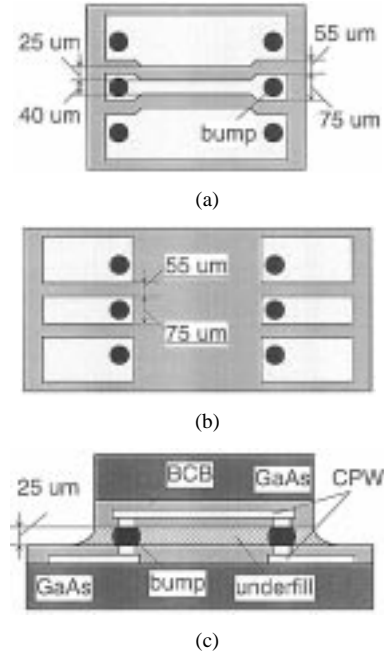 25 um
55 um
40 um
bump
75 um
(a)
55 um
75 um
(b)
BCB
GaAs
CPW
25 um
GaAs
bump
underfill
(c)